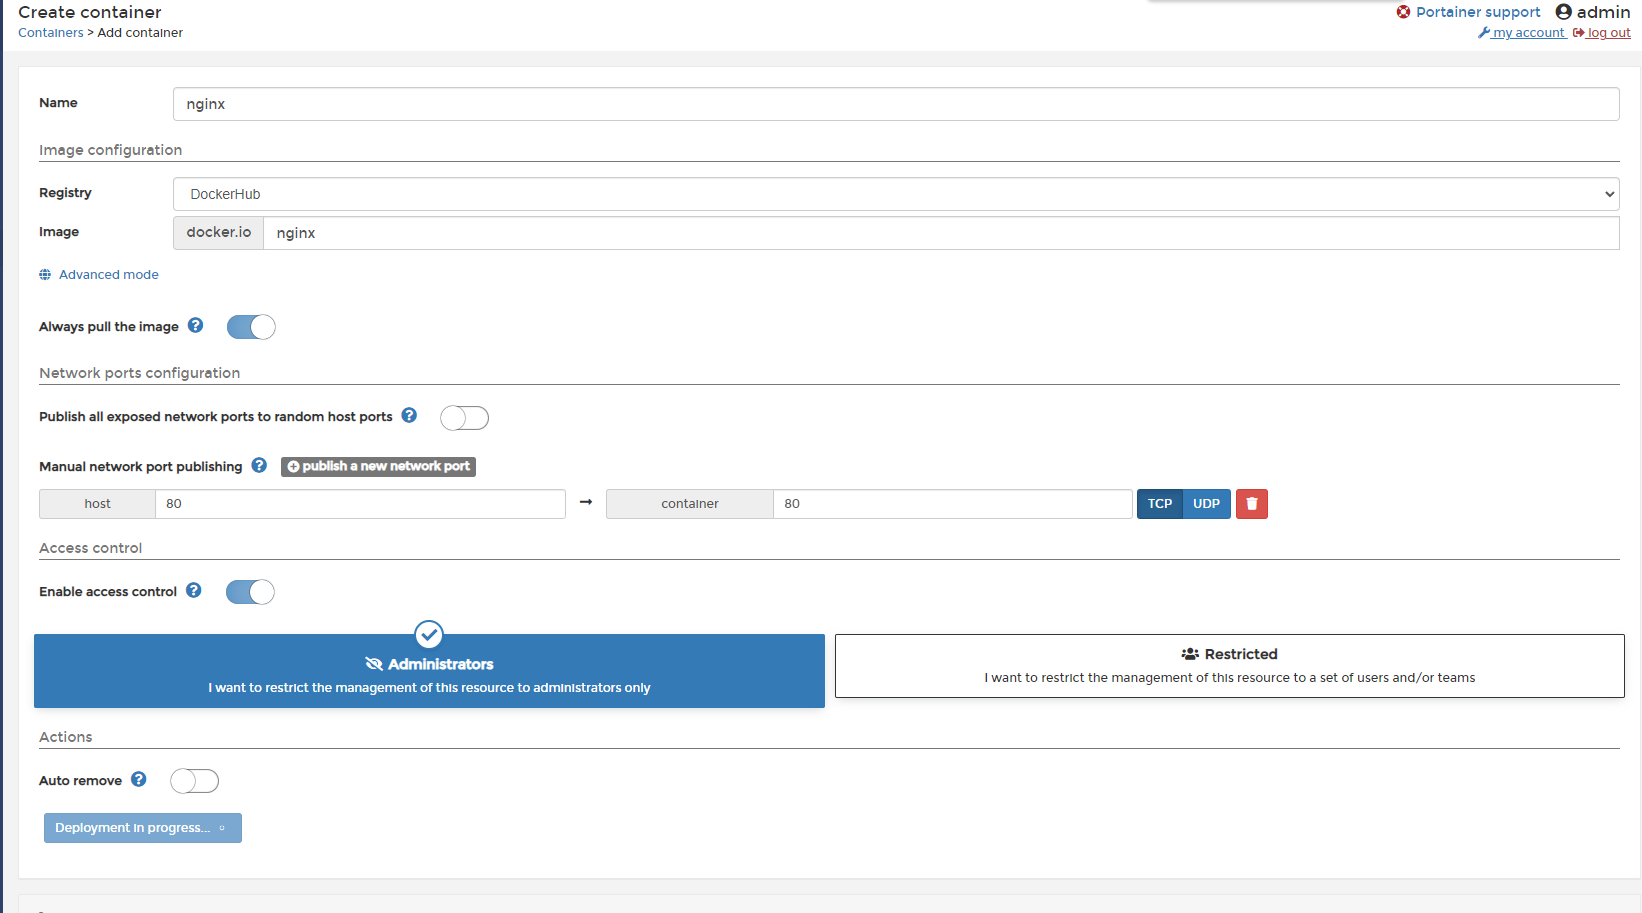 Create container
Portainer support admin
Containers > Add container
my account log out
Name nginx
Image configuration
Registry DockerHub
Image docker.io nginx
Advanced mode
Always pull the image ?
Network ports configuration
Publish all exposed network ports to random host ports ?
Manual network port publishing ? publish a new network port
host 80 → container 80 TCP UDP
Access control
Enable access control ?
Administrators
I want to restrict the management of this resource to administrators only
Restricted
I want to restrict the management of this resource to a set of users and/or teams
Actions
Auto remove ?
Deployment in progress...